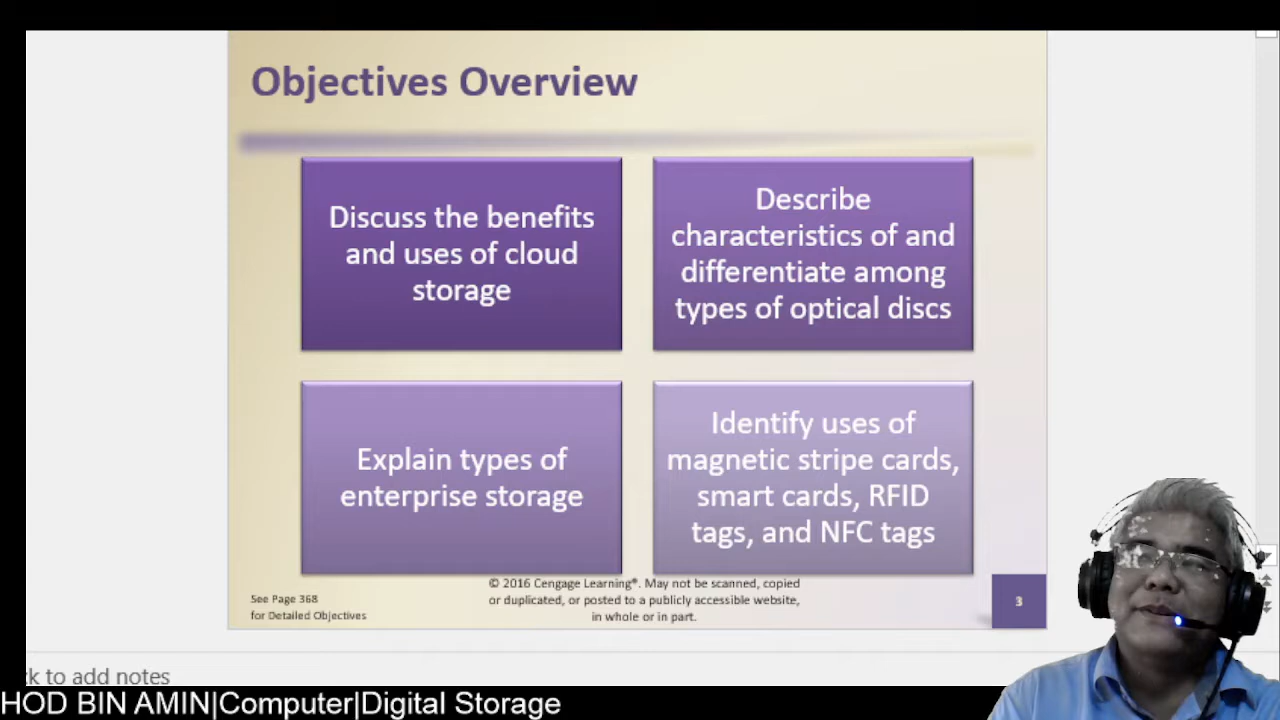 Objectives Overview
Discuss the benefits
and uses of cloud
storage
Describe
characteristics of and
differentiate among
types of optical discs
Explain types of
enterprise storage
Identify uses of
magnetic stripe cards,
smart cards, RFID
tags, and NFC tags
See Page 368
for Detailed Objectives
© 2016 Cengage Learning®. May not be scanned, copied
or duplicated, or posted to a publicly accessible website,
in whole or in part.
3
ck to add notes
HOD BIN AMIN|Computer|Digital Storage